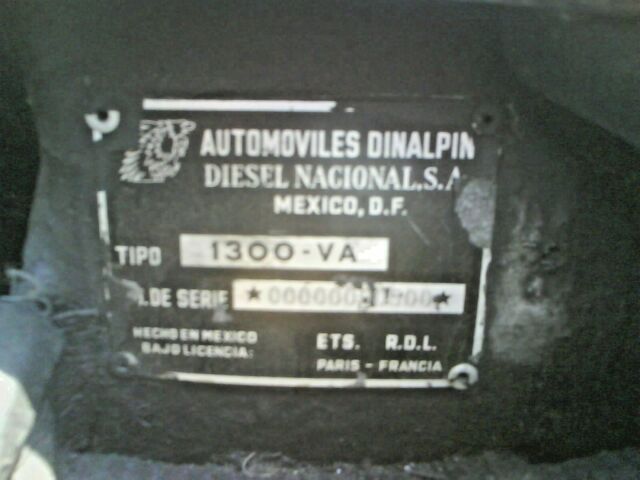 AUTOMOVILES DINALPIN
DIESEL NACIONAL, S.A.
MEXICO, D.F.
TIPO 1300-VA
DE SERIE
HECHO EN MEXICO
BAJO LICENCIA:
ETS. R.D.L.
PARIS - FRANCIA